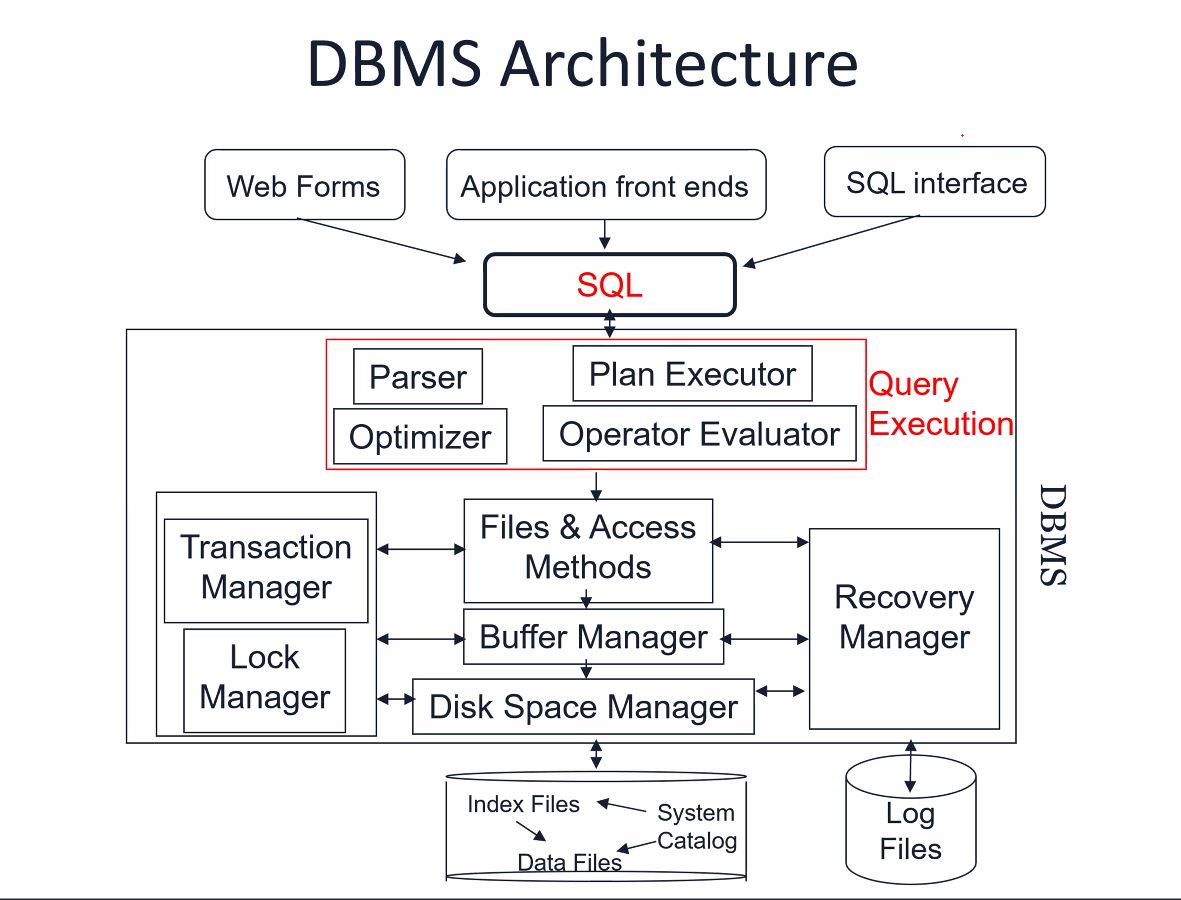 DBMS Architecture
Web Forms
Application front ends
SQL interface
SQL
Parser
Plan Executor
Query
Execution
Optimizer
Operator Evaluator
DBMS
Transaction
Manager
Files & Access
Methods
Recovery
Manager
Lock
Manager
Buffer Manager
Disk Space Manager
Index Files
System
Catalog
Data Files
Log
Files